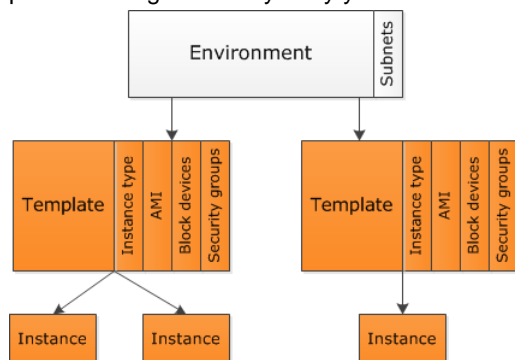 Environment
Subnets
Template
Instance type
AMI
Block devices
Security groups
Template
Instance type
AMI
Block devices
Security groups
Instance
Instance
Instance